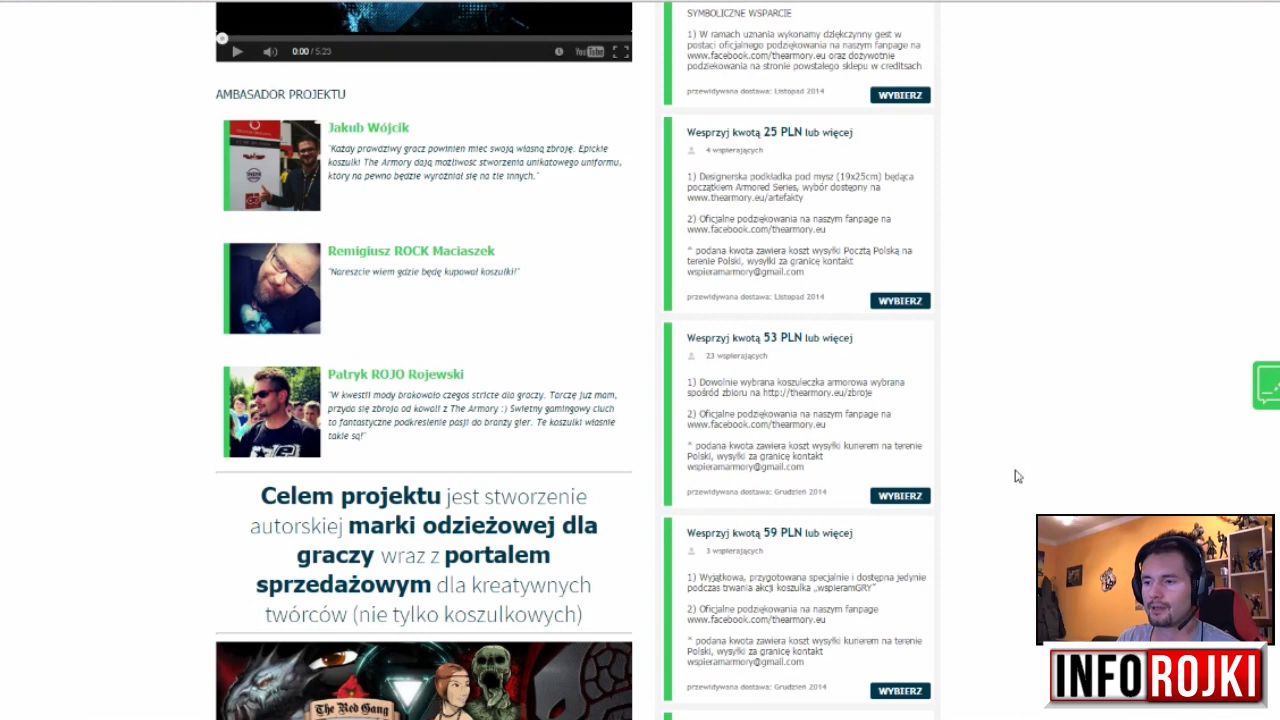 0:00 / 5:23
You Tube
AMBASADOR PROJEKTU
Jakub Wójcik
"Każdy prawdziwy gracz powinien mieć swoją własną zbroję. Epickie
koszulki The Armory dają możliwość stworzenia unikatowego uniformu,
który na pewno będzie wyróżniał się na tle innych."
Remigiusz ROCK Maciaszek
"Nareszcie wiem gdzie będę kupował koszulki!"
Patryk ROJO Rojewski
"W kwestii mody brakowało czegoś stricte dla graczy. Tarczę już mam,
przyda się zbroja od kowali z The Armory :) Świetny gamingowy ciuch
to fantastyczne podkreślenie pasji do branży gier. Te koszulki właśnie
takie są!"
Celem projektu jest stworzenie
autorskiej marki odzieżowej dla
graczy wraz z portalem
sprzedażowym dla kreatywnych
twórców (nie tylko koszulkowych)
The Red Gang
SYMBOLICZNE WSPARCIE
1) W ramach uznania wykonamy dziękczynny gest w
postaci oficjalnego podziękowania na naszym fanpage na
www.facebook.com/thearmory.eu oraz dożywotnie
podziękowania na stronie powstałego sklepu w creditsach
przewidywana dostawa: Listopad 2014
WYBIERZ
Wesprzyj kwotą 25 PLN lub więcej
4 wspierających
1) Designerska podkładka pod mysz (19x25cm) będąca
początkiem Armored Series, wybór dostępny na
www.thearmory.eu/artefakty
2) Oficjalne podziękowania na naszym fanpage na
www.facebook.com/thearmory.eu
* podana kwota zawiera koszt wysyłki Pocztą Polską na
terenie Polski, wysyłki za granicę kontakt
wspieramarmory@gmail.com
przewidywana dostawa: Listopad 2014
WYBIERZ
Wesprzyj kwotą 53 PLN lub więcej
23 wspierających
1) Dowolnie wybrana koszuleczka armorowa wybrana
spośród zbioru na http://thearmory.eu/zbroje
2) Oficjalne podziękowania na naszym fanpage na
www.facebook.com/thearmory.eu
* podana kwota zawiera koszt wysyłki kurierem na terenie
Polski, wysyłki za granicę kontakt
wspieramarmory@gmail.com
przewidywana dostawa: Grudzień 2014
WYBIERZ
Wesprzyj kwotą 59 PLN lub więcej
3 wspierających
1) Wyjątkowa, przygotowana specjalnie i dostępna jedynie
podczas trwania akcji koszulka „wspieramGRY”
2) Oficjalne podziękowania na naszym fanpage
www.facebook.com/thearmory.eu
* podana kwota zawiera koszt wysyłki kurierem na terenie
Polski, wysyłki za granicę kontakt
wspieramarmory@gmail.com
przewidywana dostawa: Grudzień 2014
WYBIERZ
INFO ROJKI